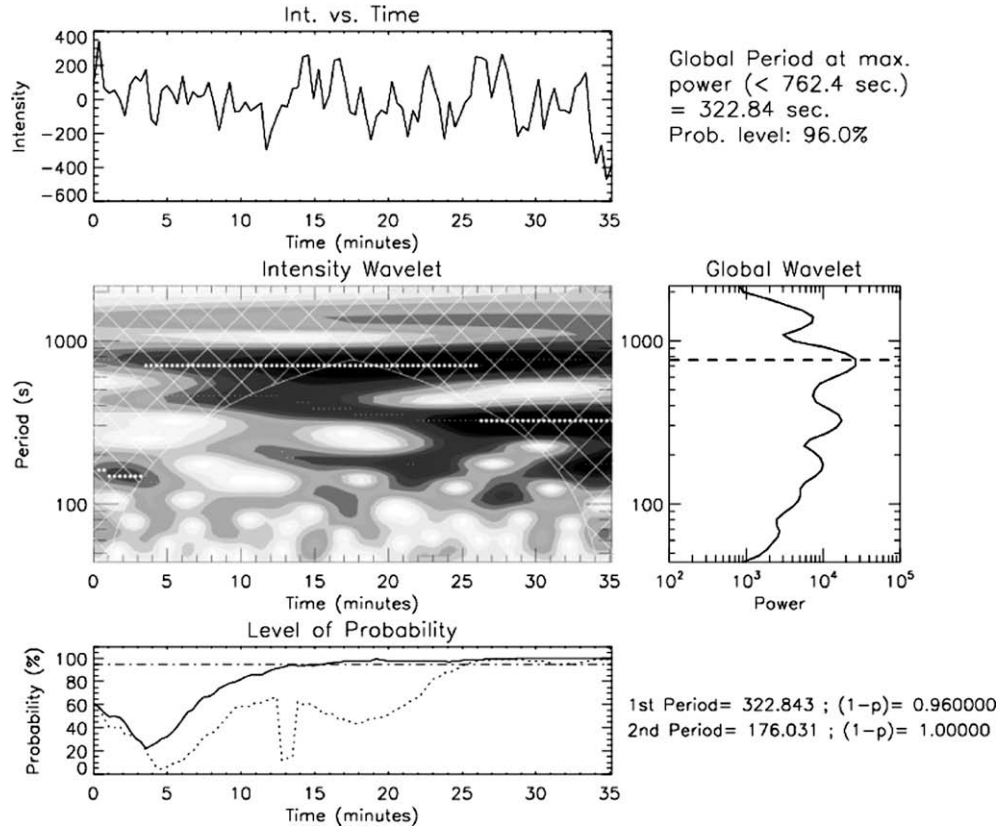 Int. vs. Time
400
200
0
-200
-400
-600
Intensity
0 5 10 15 20 25 30 35
Time (minutes)
Global Period at max.
power (< 762.4 sec.)
= 322.84 sec.
Prob. level: 96.0%
Intensity Wavelet
1000
100
Period (s)
0 5 10 15 20 25 30 35
Time (minutes)
Global Wavelet
1000
100
10² 10³ 10⁴ 10⁵
Power
Level of Probability
100
80
60
40
20
0
Probability (%)
0 5 10 15 20 25 30 35
Time (minutes)
1st Period= 322.843 ; (1-p)= 0.960000
2nd Period= 176.031 ; (1-p)= 1.00000